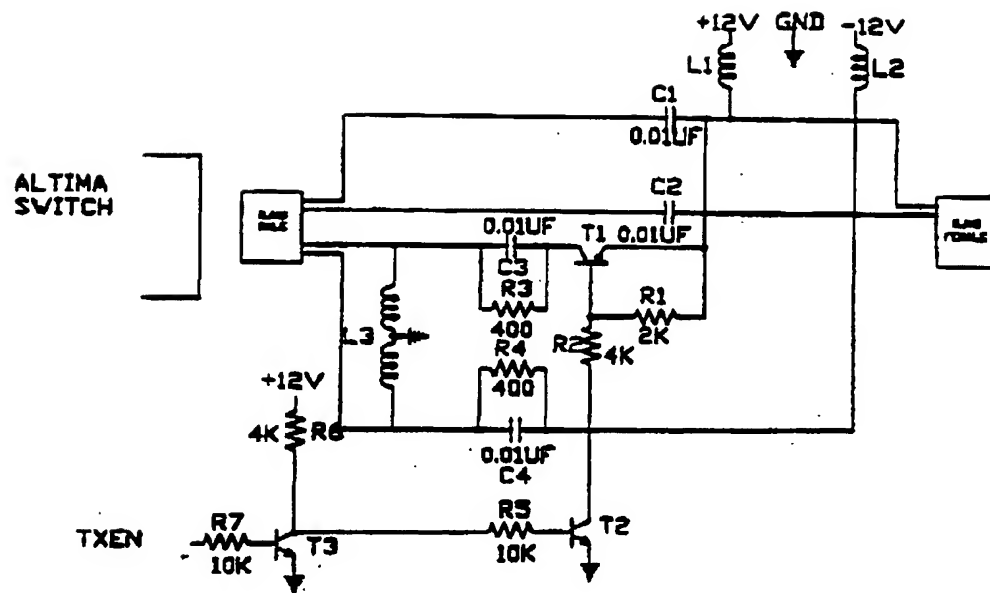 +12V GND -12V
L1
L2
C1
0.01UF
ALTIMA
SWITCH
C2
0.01UF T1 0.01UF
C3
R3
R1
400
2K
L3
R4
R2
4K
400
+12V
4K R6
0.01UF
C4
R7
R5
TXEN
T3
T2
10K
10K